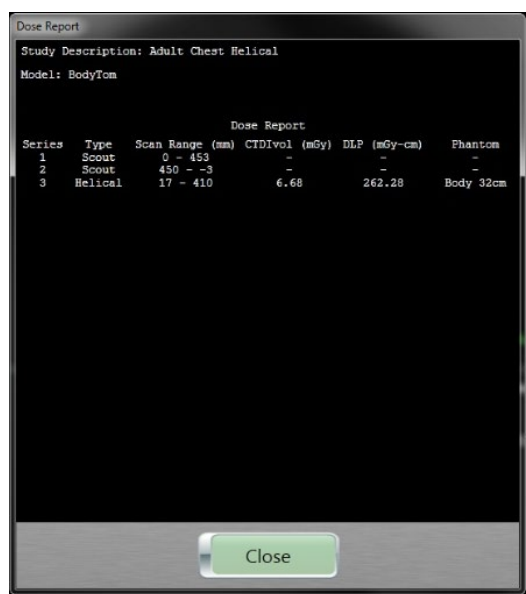 Dose Report
Study Description: Adult Chest Helical
Model: BodyTom
Dose Report
Series Type Scan Range (mm) CTDIvol (mGy) DLP (mGy-cm) Phantom
1 Scout 0 - 453 - - -
2 Scout 450 - -3 - - -
3 Helical 17 - 410 6.68 262.28 Body 32cm
Close